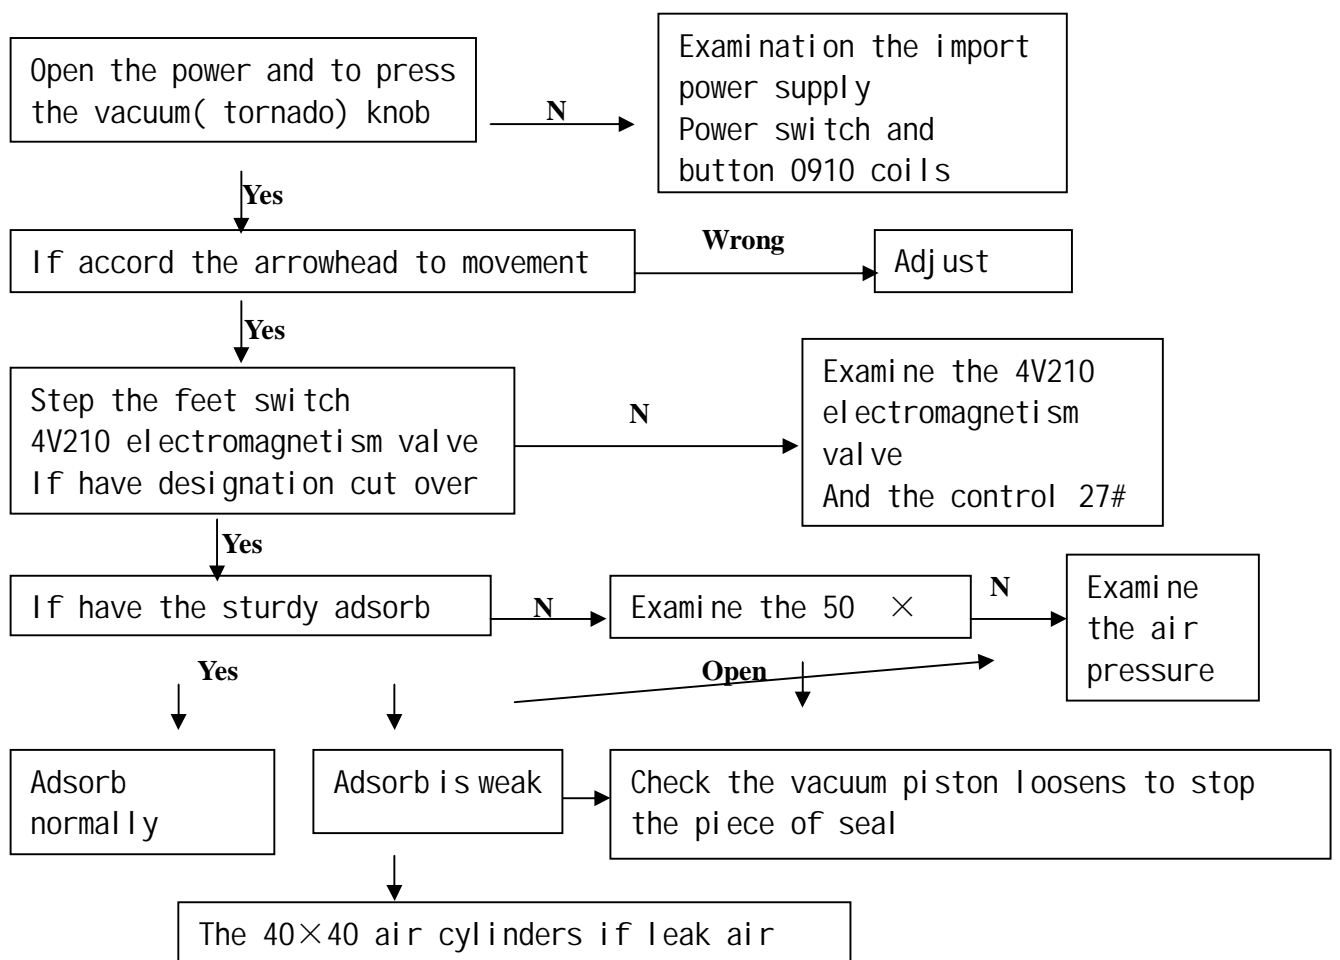 Open the power and to press
the vacuum( tornado) knob
N
Examination the import
power supply
Power switch and
button 0910 coils
Yes
If accord the arrowhead to movement
Wrong
Adjust
Yes
Step the feet switch
4V210 electromagnetism valve
If have designation cut over
N
Examine the 4V210
electromagnetism
valve
And the control 27#
Yes
If have the sturdy adsorb
N
Examine the 50 ×
N
Examine
the air
pressure
Yes
Open
Adsorb
normally
Adsorb is weak
Check the vacuum piston loosens to stop
the piece of seal
The 40×40 air cylinders if leak air